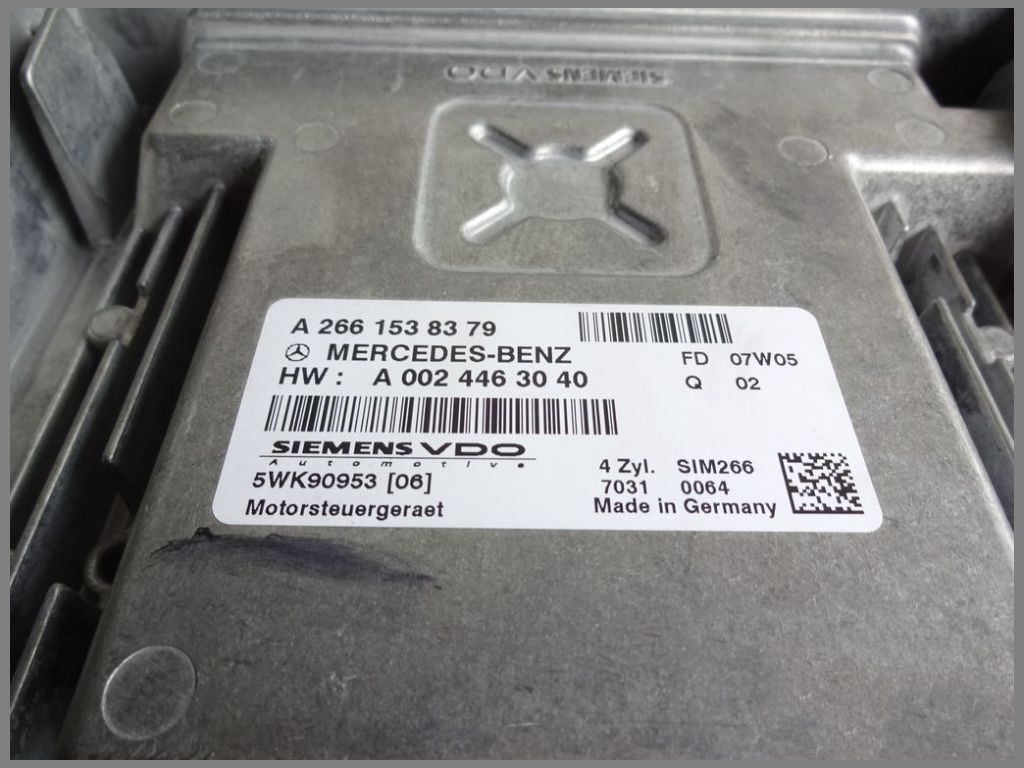 SIEMENS VDO
A 266 153 83 79
MERCEDES-BENZ
FD 07W05
HW : A 002 446 30 40
Q 02
SIEMENS VDO
Automotive
5WK90953 [06]
4 Zyl. SIM266
7031 0064
Motorsteuergeraet
Made in Germany